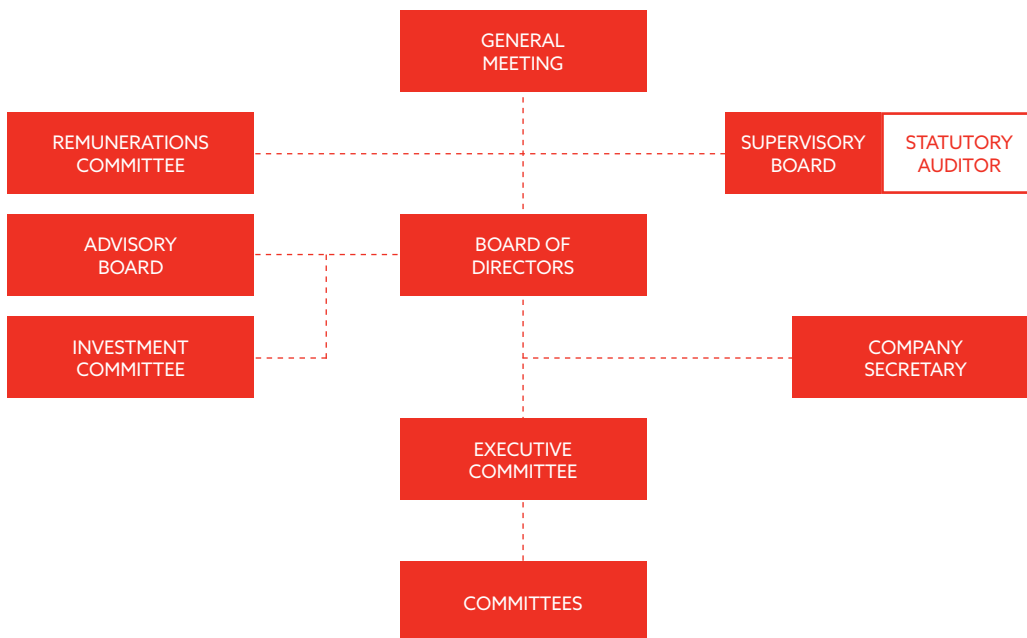 GENERAL
MEETING
REMUNERATIONS
COMMITTEE
SUPERVISORY
BOARD
STATUTORY
AUDITOR
ADVISORY
BOARD
BOARD OF
DIRECTORS
INVESTMENT
COMMITTEE
COMPANY
SECRETARY
EXECUTIVE
COMMITTEE
COMMITTEES